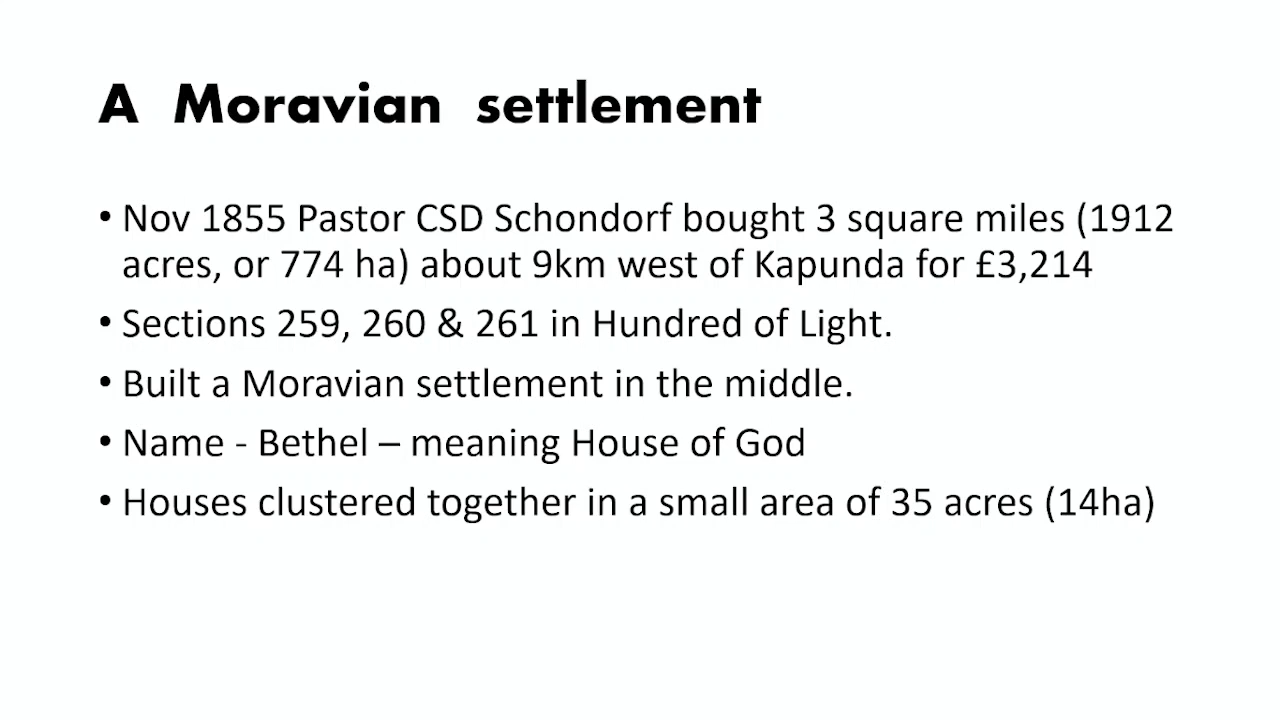 A Moravian settlement
• Nov 1855 Pastor CSD Schondorf bought 3 square miles (1912
acres, or 774 ha) about 9km west of Kapunda for £3,214
• Sections 259, 260 & 261 in Hundred of Light.
• Built a Moravian settlement in the middle.
• Name - Bethel – meaning House of God
• Houses clustered together in a small area of 35 acres (14ha)